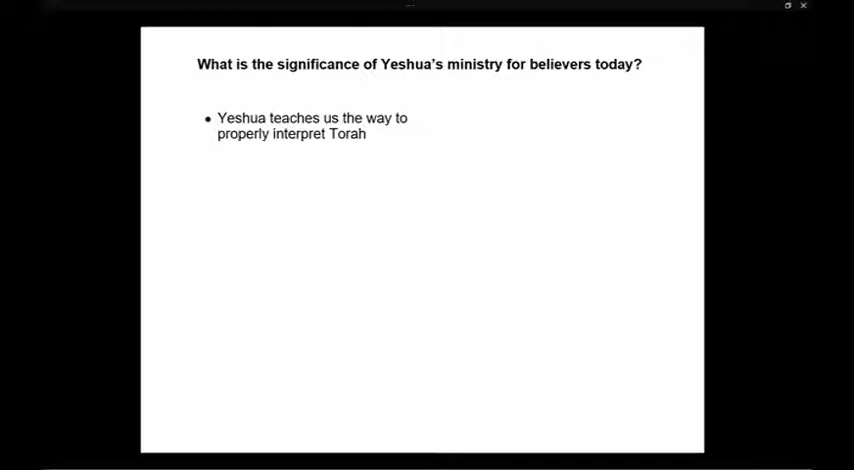 What is the significance of Yeshua's ministry for believers today?
• Yeshua teaches us the way to
properly interpret Torah